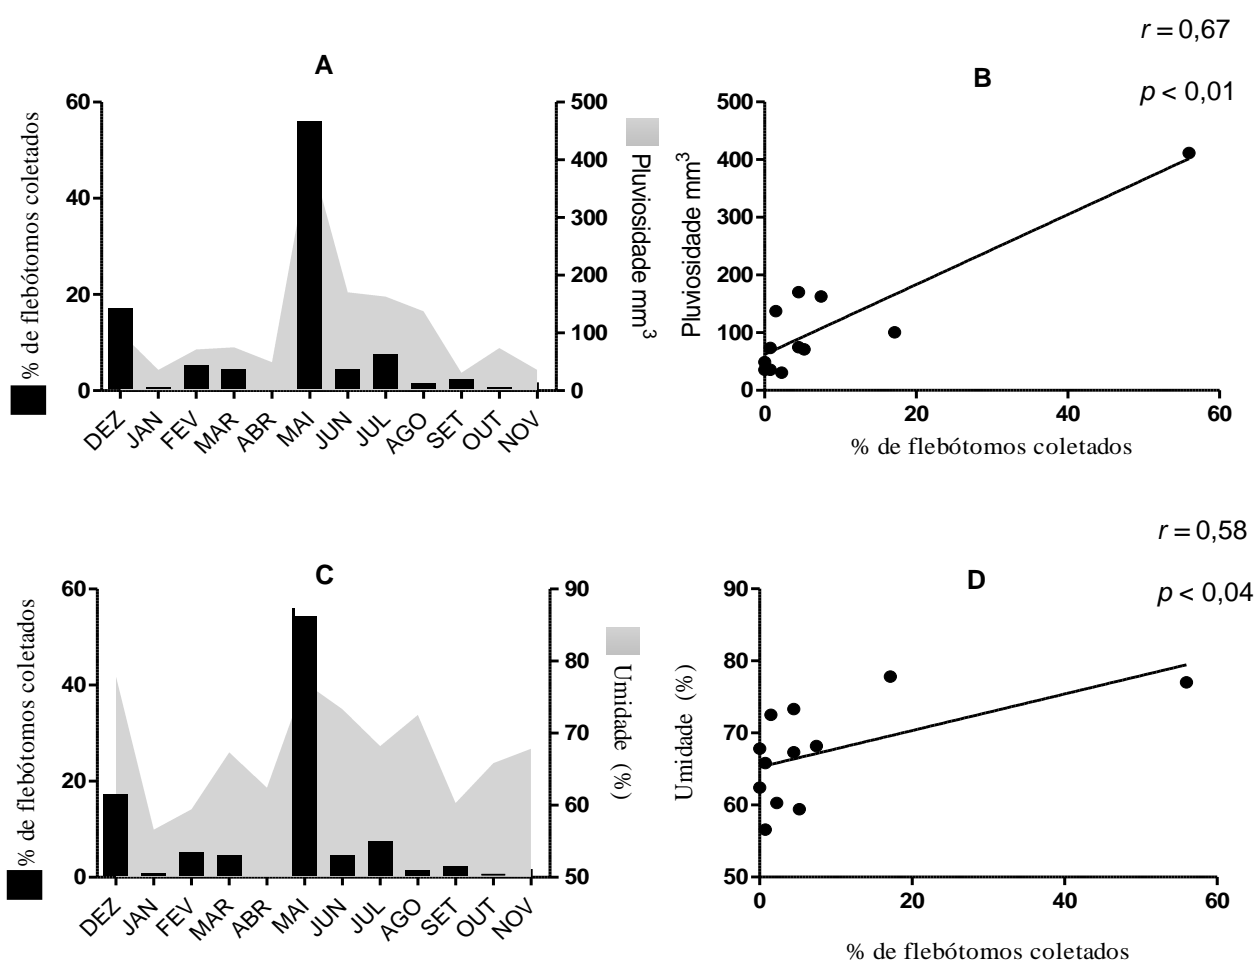 r = 0,67
p < 0,01
A
60
40
20
0
% de flebótomos coletados
500
400
300
200
100
0
Pluviosidade mm³
DEZ
JAN
FEV
MAR
ABR
MAI
JUN
JUL
AGO
SET
OUT
NOV
B
500
400
300
200
100
0
Pluviosidade mm³
0
20
40
60
% de flebótomos coletados
C
60
40
20
0
% de flebótomos coletados
90
80
70
60
50
Umidade (%)
DEZ
JAN
FEV
MAR
ABR
MAI
JUN
JUL
AGO
SET
OUT
NOV
r = 0,58
p < 0,04
D
90
80
70
60
50
Umidade (%)
0
20
40
60
% de flebótomos coletados